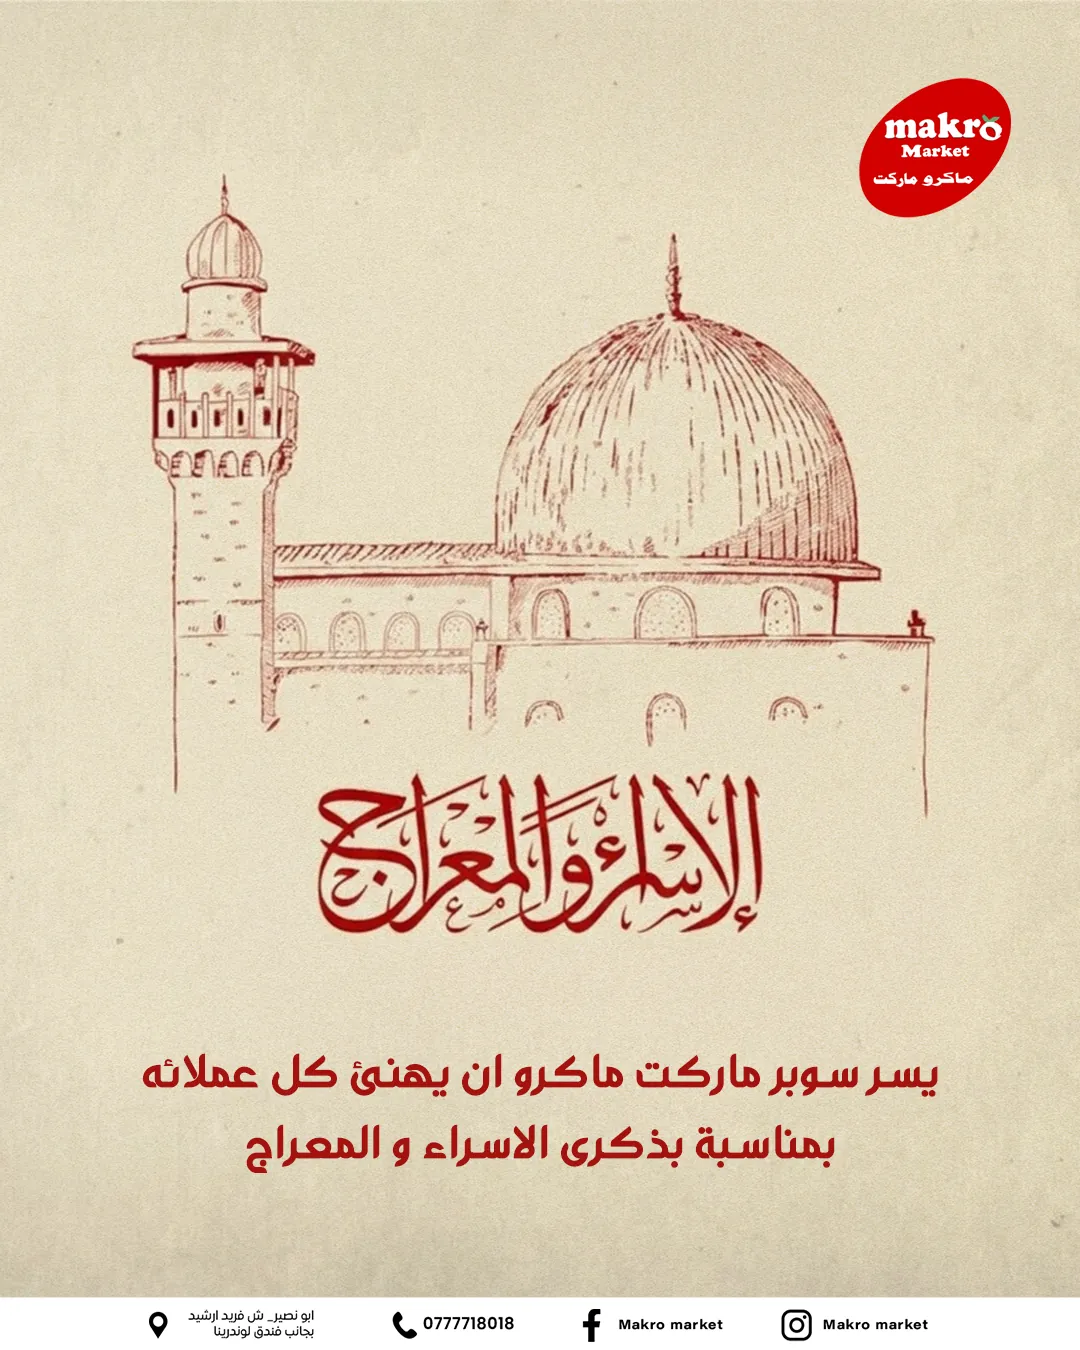 makro
Market
ماكرو ماركت
الإسراء والمعراج
يسر سوبر ماركت ماكرو ان يهنئ كل عملائه
بمناسبة بذكرى الاسراء و المعراج
ابو نصير_ ش فريد ارشيد
بجانب فندق لوندرينا
0777718018
Makro market
Makro market